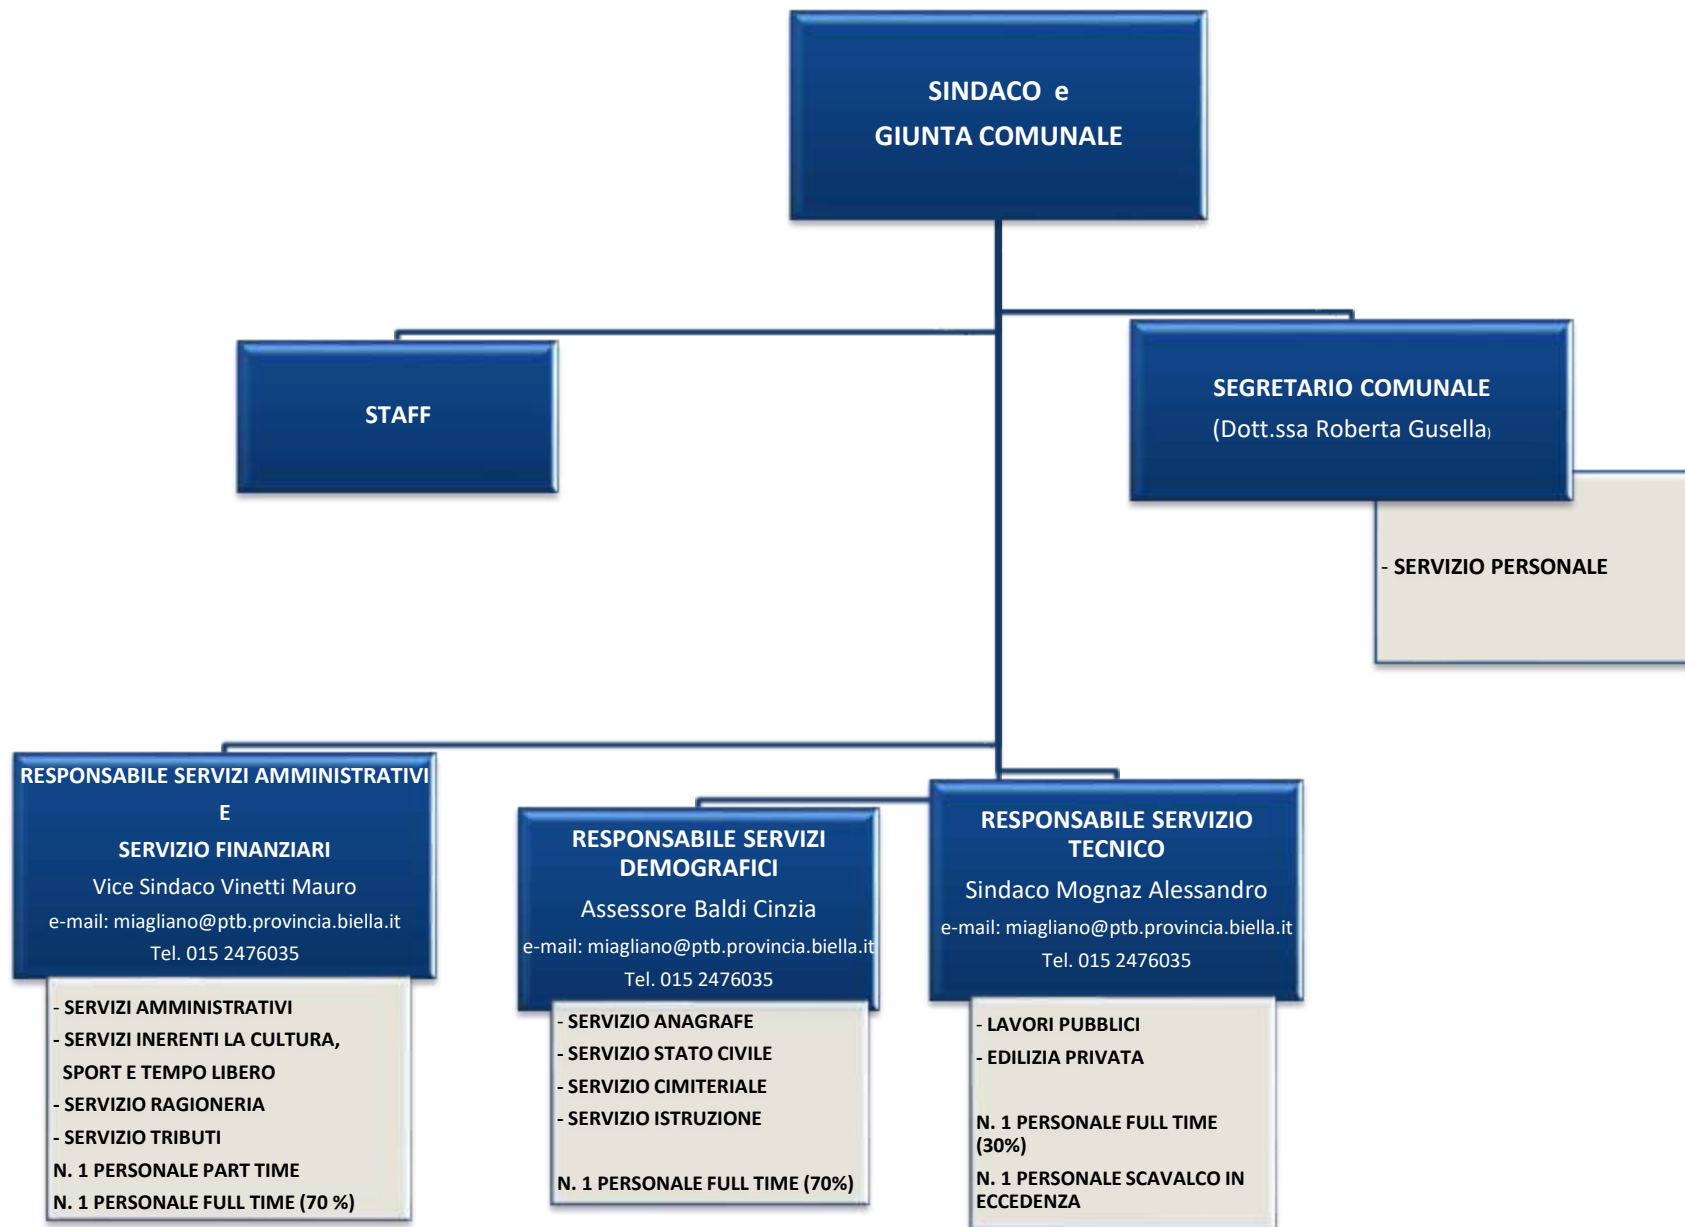 SINDACO e
GIUNTA COMUNALE
STAFF
SEGRETARIO COMUNALE
(Dott.ssa Roberta Gusella)
- SERVIZIO PERSONALE
RESPONSABILE SERVIZI AMMINISTRATIVI
E
SERVIZIO FINANZIARI
Vice Sindaco Vinetti Mauro
e-mail: miagliano@ptb.provincia.biella.it
Tel. 015 2476035
- SERVIZI AMMINISTRATIVI
- SERVIZI INERENTI LA CULTURA,
SPORT E TEMPO LIBERO
- SERVIZIO RAGIONERIA
- SERVIZIO TRIBUTI
N. 1 PERSONALE PART TIME
N. 1 PERSONALE FULL TIME (70 %)
RESPONSABILE SERVIZI
DEMOGRAFICI
Assessore Baldi Cinzia
e-mail: miagliano@ptb.provincia.biella.it
Tel. 015 2476035
- SERVIZIO ANAGRAFE
- SERVIZIO STATO CIVILE
- SERVIZIO CIMITERIALE
- SERVIZIO ISTRUZIONE
N. 1 PERSONALE FULL TIME (70%)
RESPONSABILE SERVIZIO
TECNICO
Sindaco Mognaz Alessandro
e-mail: miagliano@ptb.provincia.biella.it
Tel. 015 2476035
- LAVORI PUBBLICI
- EDILIZIA PRIVATA
N. 1 PERSONALE FULL TIME
(30%)
N. 1 PERSONALE SCAVALCO IN
ECCEDENZA